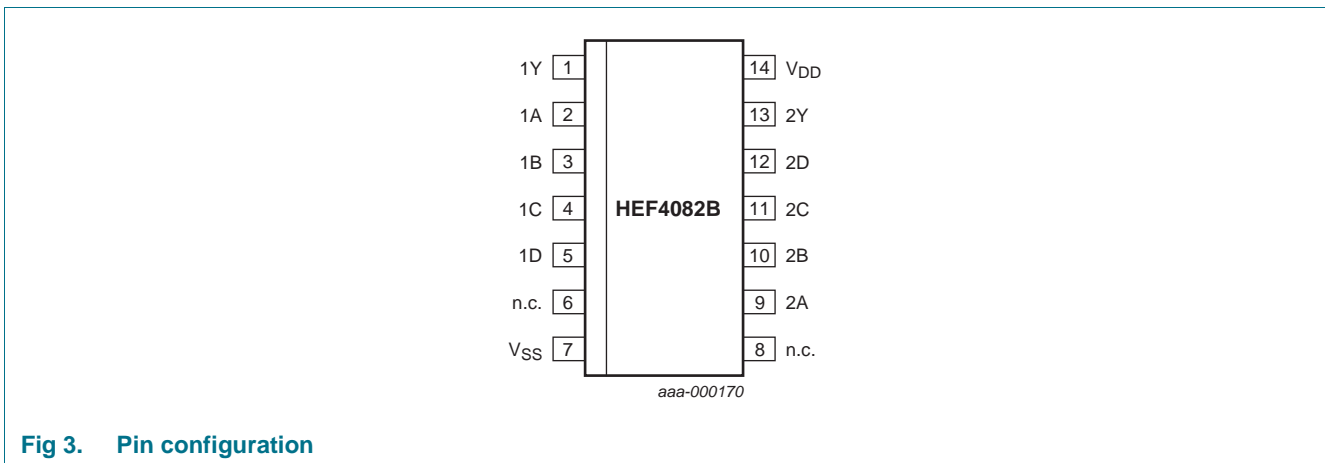 1Y 1 14 VDD
1A 2 13 2Y
1B 3 12 2D
1C 4 HEF4082B 11 2C
1D 5 10 2B
n.c. 6 9 2A
VSS 7 8 n.c.
aaa-000170
Fig 3. Pin configuration